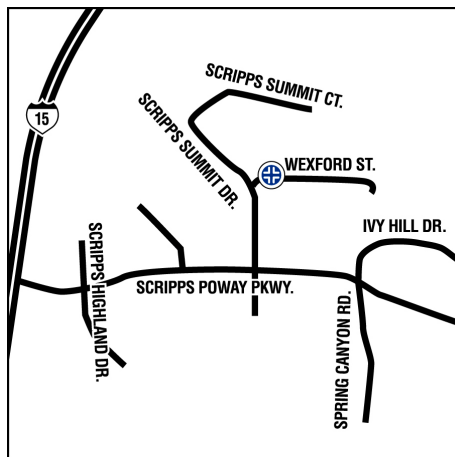 SCRIPPS SUMMIT CT.
15
SCRIPPS SUMMIT DR.
WEXFORD ST.
IVY HILL DR.
SCRIPPS HIGHLAND DR.
SCRIPPS POWAY PKWY.
SPRING CANYON RD.